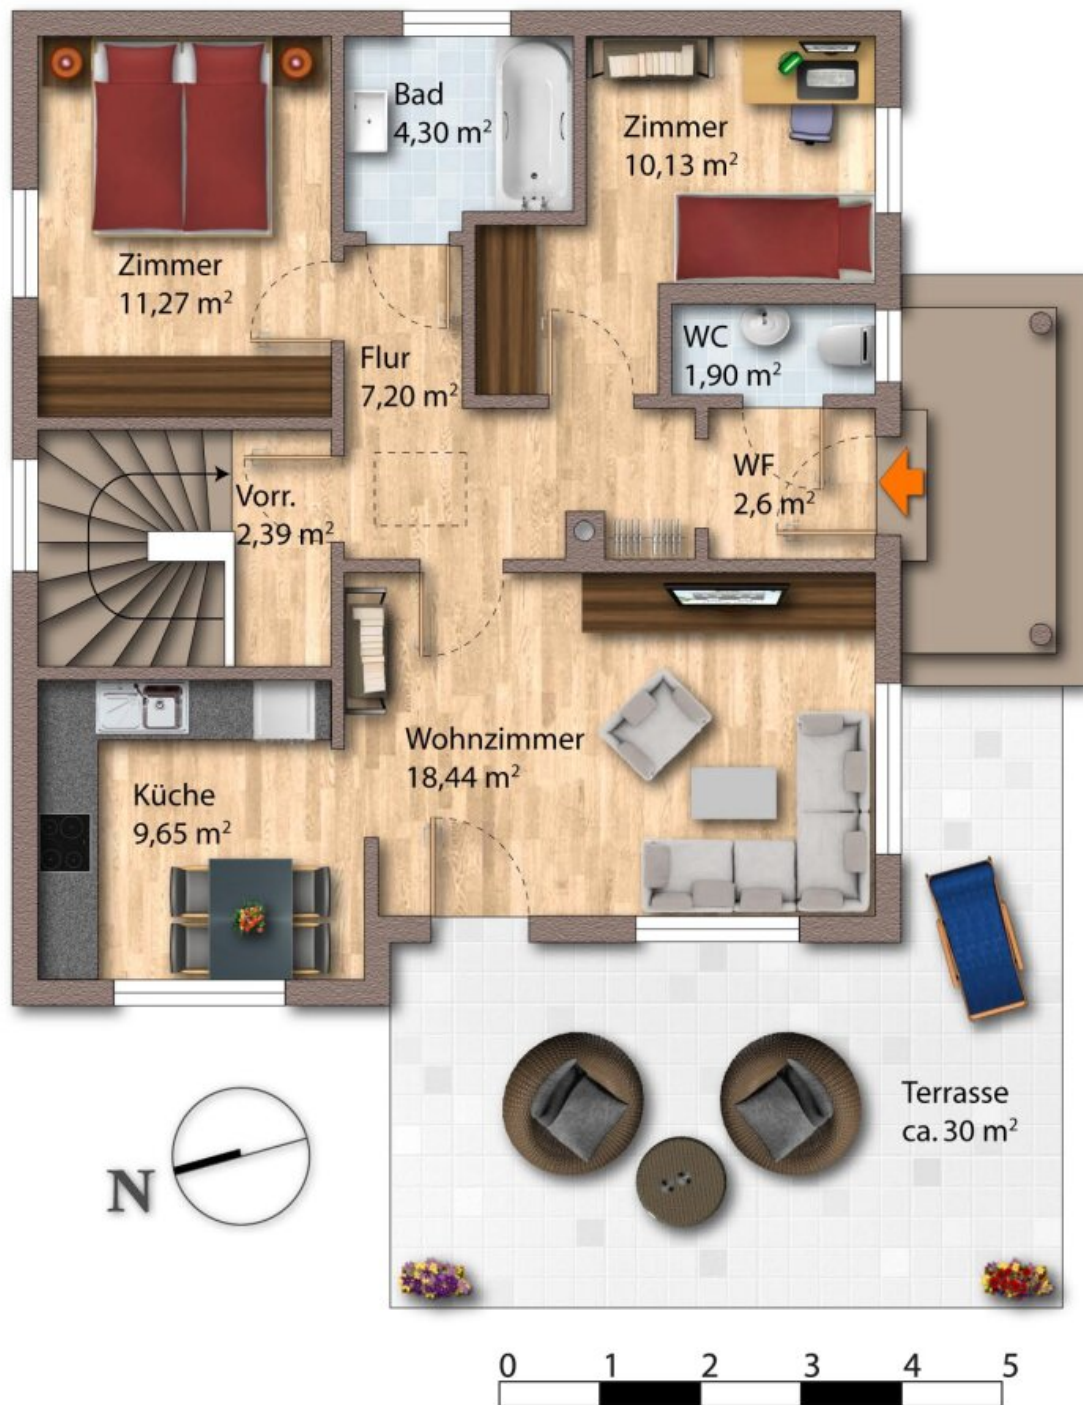 Bad
4,30 m²
Zimmer
10,13 m²
Zimmer
11,27 m²
WC
1,90 m²
Flur
7,20 m²
WF
2,6 m²
Vorr.
2,39 m²
Wohnzimmer
18,44 m²
Küche
9,65 m²
Terrasse
ca. 30 m²
N
0 1 2 3 4 5